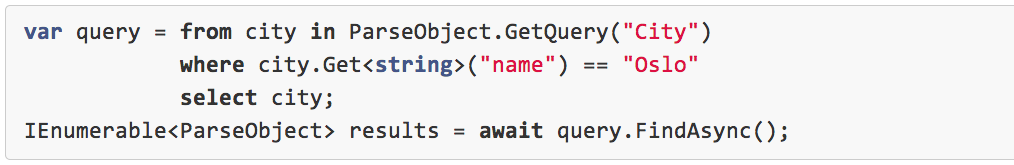 var query = from city in ParseObject.GetQuery("City")
            where city.Get<string>("name") == "Oslo"
            select city;
IEnumerable<ParseObject> results = await query.FindAsync();